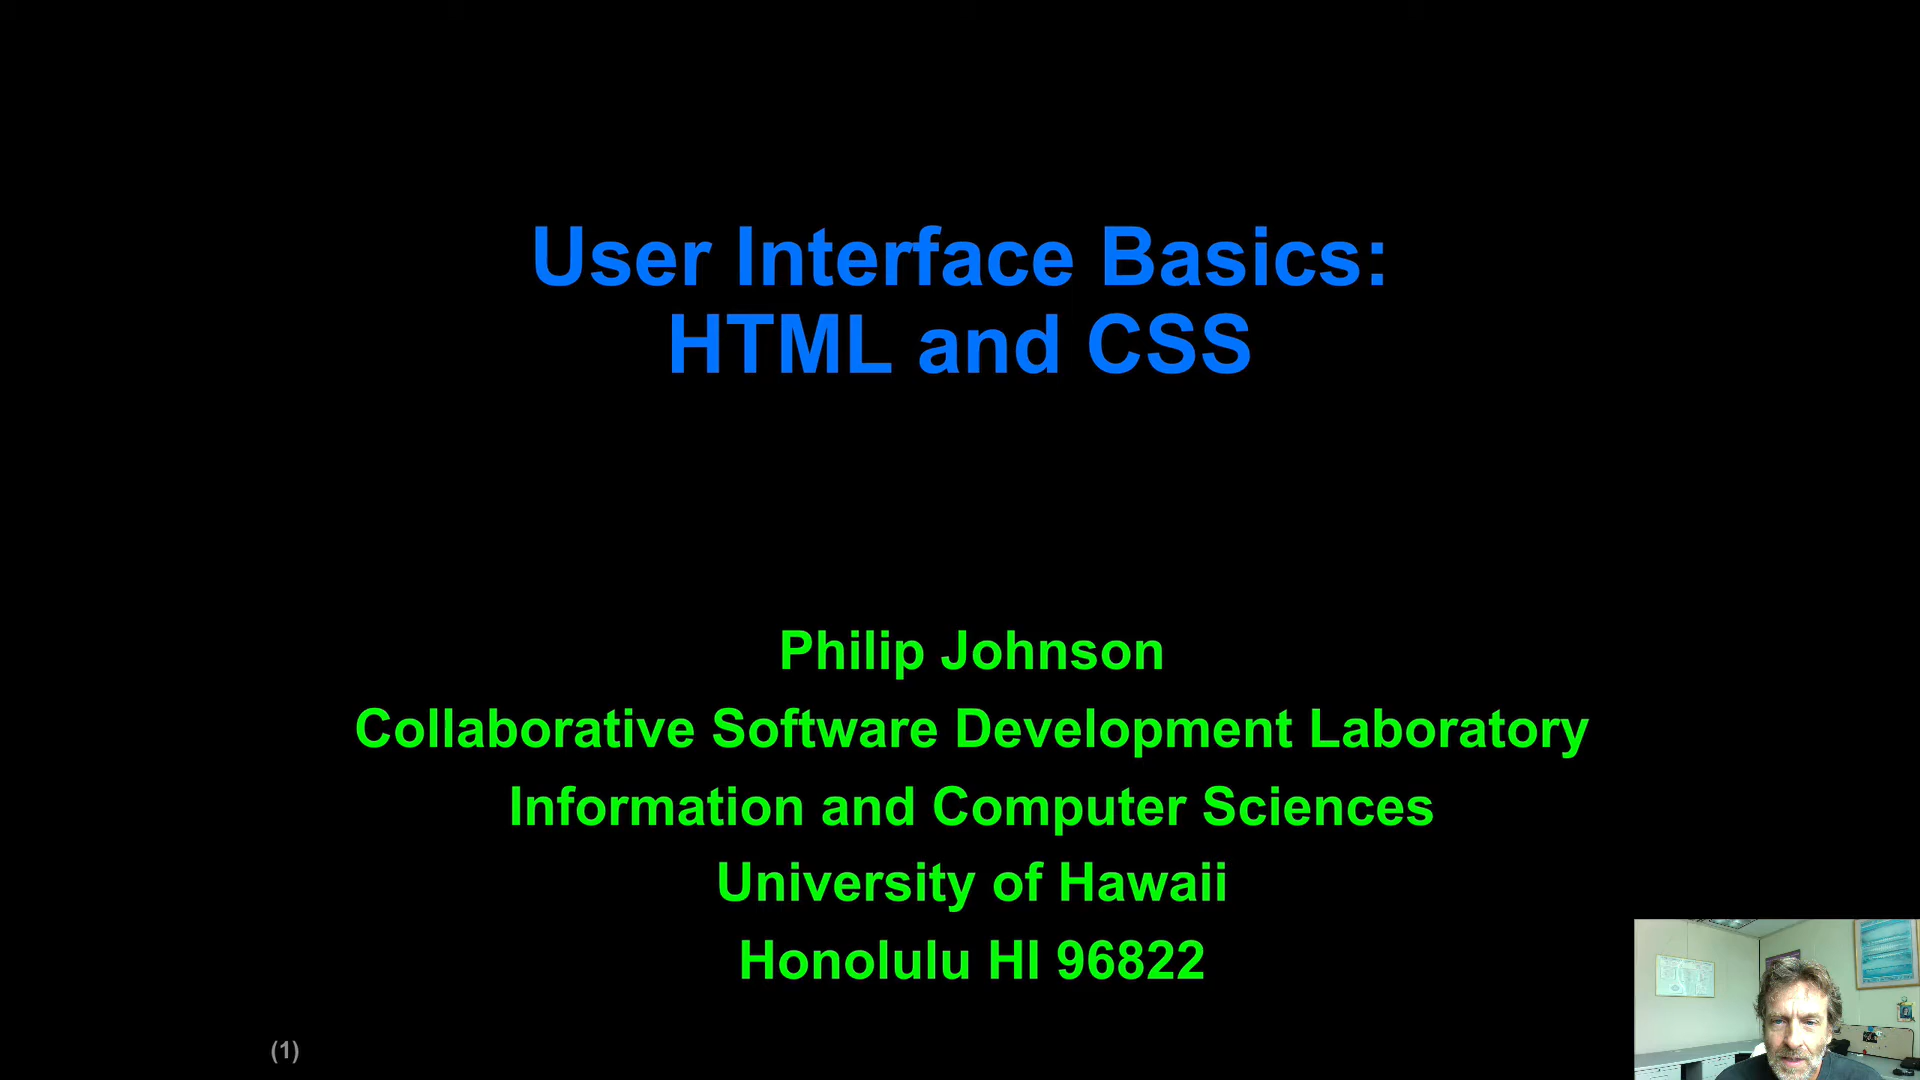 User Interface Basics:
HTML and CSS
Philip Johnson
Collaborative Software Development Laboratory
Information and Computer Sciences
University of Hawaii
Honolulu HI 96822
(1)